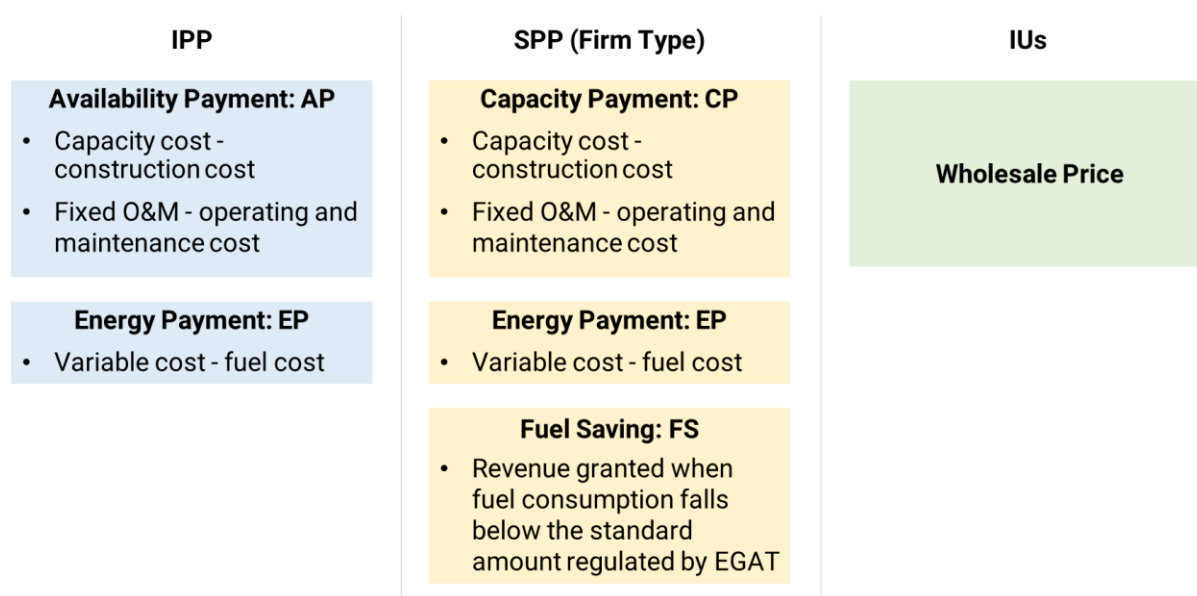 IPP
Availability Payment: AP
• Capacity cost -
construction cost
• Fixed O&M - operating and
maintenance cost
Energy Payment: EP
• Variable cost - fuel cost
SPP (Firm Type)
Capacity Payment: CP
• Capacity cost -
construction cost
• Fixed O&M - operating and
maintenance cost
Energy Payment: EP
• Variable cost - fuel cost
Fuel Saving: FS
• Revenue granted when
fuel consumption falls
below the standard
amount regulated by EGAT
IUs
Wholesale Price